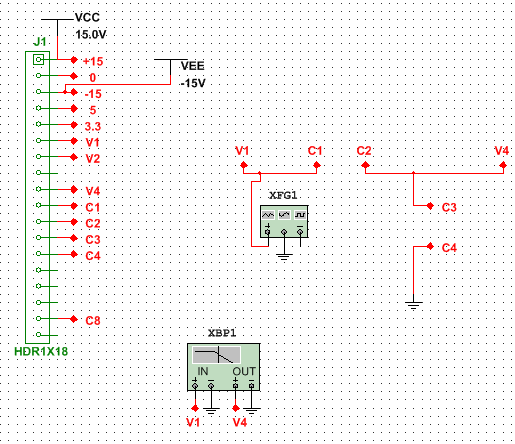 VCC
15.0V
J1
+15
0
-15
5
3.3
V1
V2
V4
C1
C2
C3
C4
C8
HDR1X18
VEE
-15V
V1
C1
C2
V4
XFG1
C3
C4
XBP1
IN
OUT
V1
V4